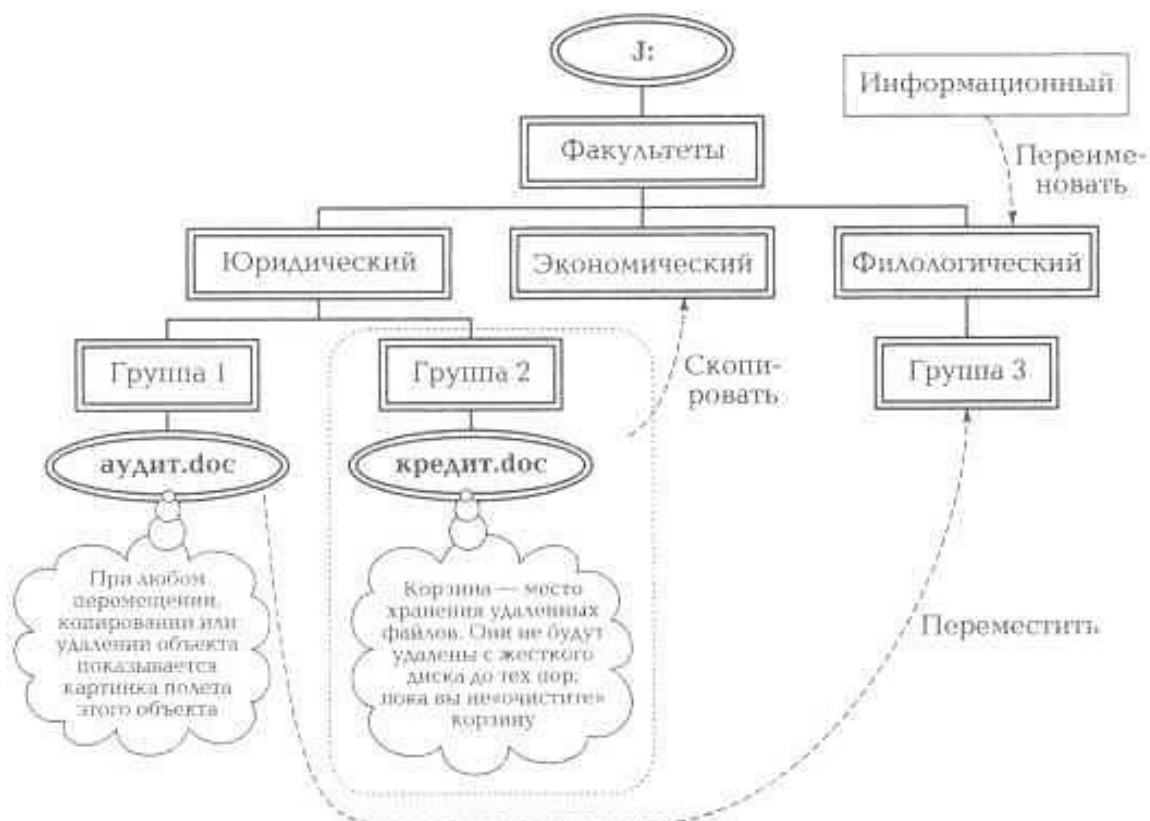 J:
Информационный
Факультеты
Переиме-
новать
Юридический
Экономический
Филологический
Группа 1
Группа 2
Скопи-
ровать
Группа 3
аудит.doc
кредит.doc
При любом
перемещении,
копировании или
удалении объекта
показывается
картинка полета
этого объекта
Корзина — место
хранения удаленных
файлов. Они не будут
удалены с жесткого
диска до тех пор,
пока вы не «очистите»
корзину
Переместить